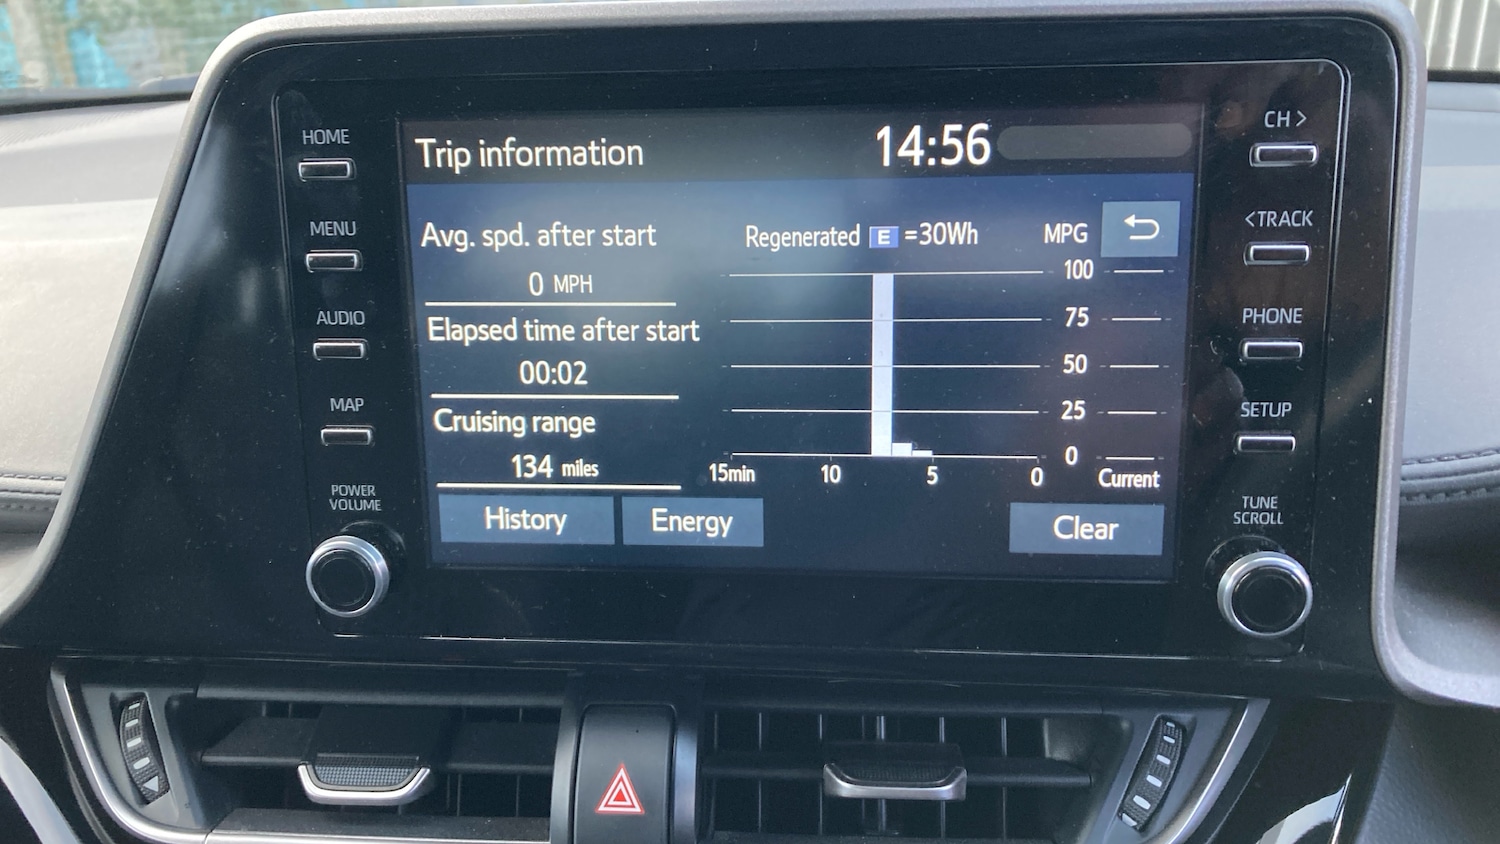 HOME
MENU
AUDIO
MAP
POWER
VOLUME
Trip information 14:56
Avg. spd. after start
0 MPH
Elapsed time after start
00:02
Cruising range
134 miles
Regenerated E =30Wh MPG
100
75
50
25
0
15min 10 5 0 Current
History Energy Clear
CH >
<TRACK
PHONE
SETUP
TUNE
SCROLL